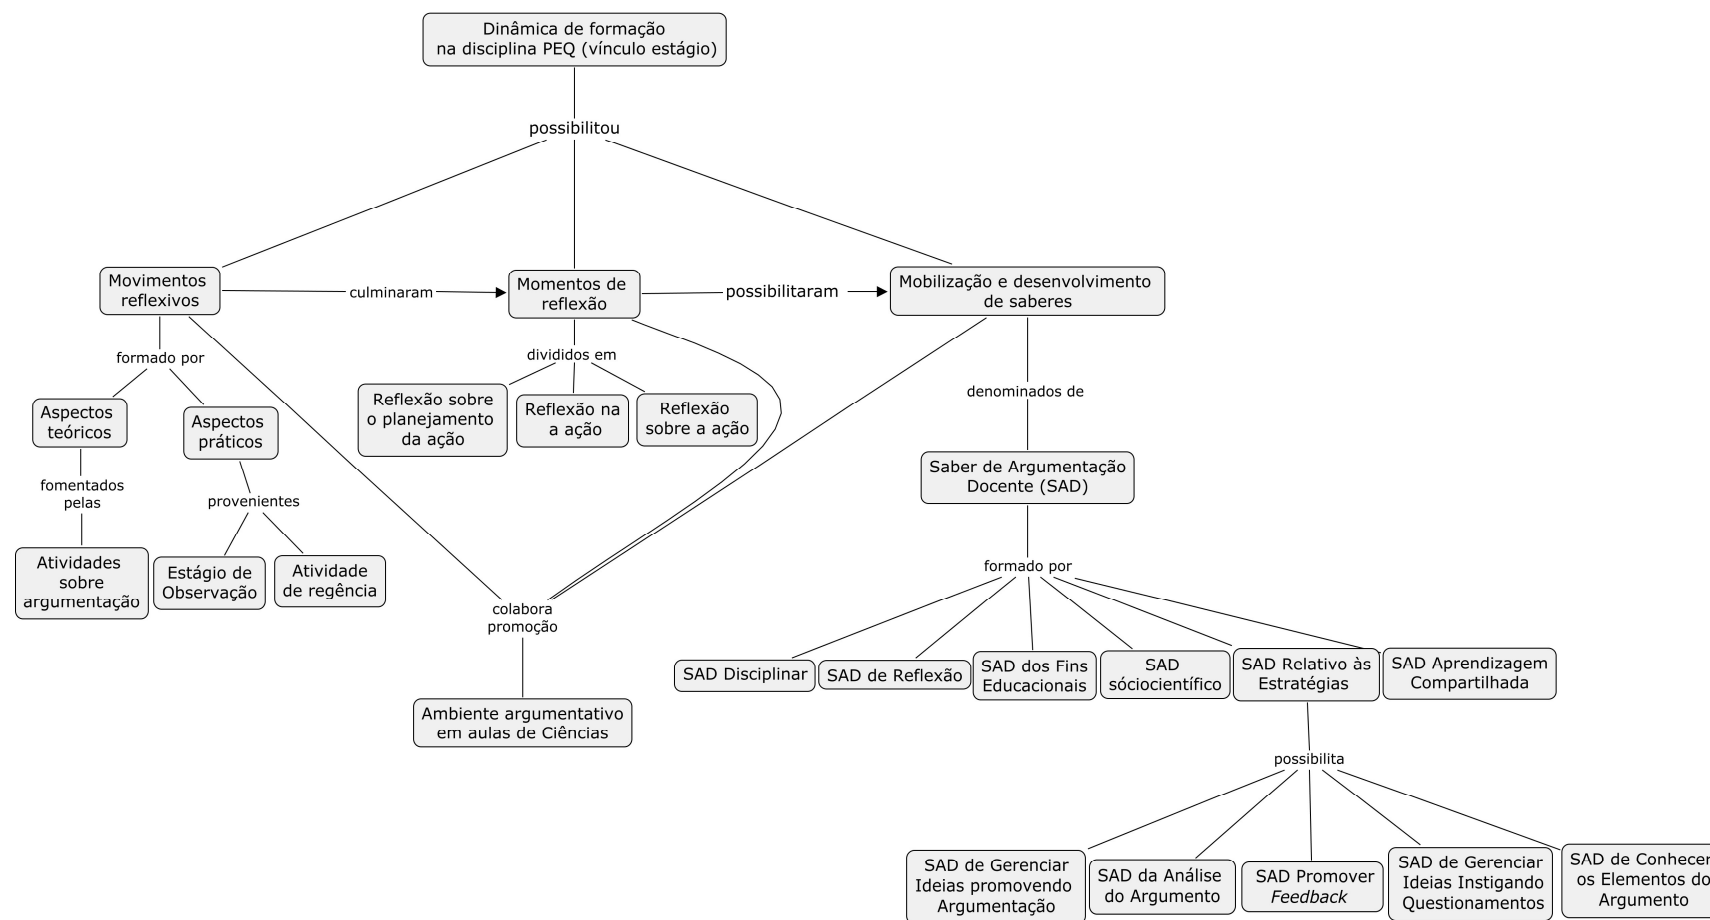 Dinâmica de formação
na disciplina PEQ (vínculo estágio)
possibilitou
Movimentos
reflexivos
culminaram
Momentos de
reflexão
possibilitaram
Mobilização e desenvolvimento
de saberes
formado por
divididos em
denominados de
Aspectos
teóricos
Aspectos
práticos
Reflexão sobre
o planejamento
da ação
Reflexão na
a ação
Reflexão
sobre a ação
fomentados
pelas
provenientes
Saber de Argumentação
Docente (SAD)
Atividades
sobre
argumentação
Estágio de
Observação
Atividade
de regência
colabora
promoção
formado por
Ambiente argumentativo
em aulas de Ciências
SAD Disciplinar
SAD de Reflexão
SAD dos Fins
Educacionais
SAD
sóciocientífico
SAD Relativo às
Estratégias
SAD Aprendizagem
Compartilhada
possibilita
SAD de Gerenciar
Ideias promovendo
Argumentação
SAD da Análise
do Argumento
SAD Promover
Feedback
SAD de Gerenciar
Ideias Instigando
Questionamentos
SAD de Conhecer
os Elementos do
Argumento